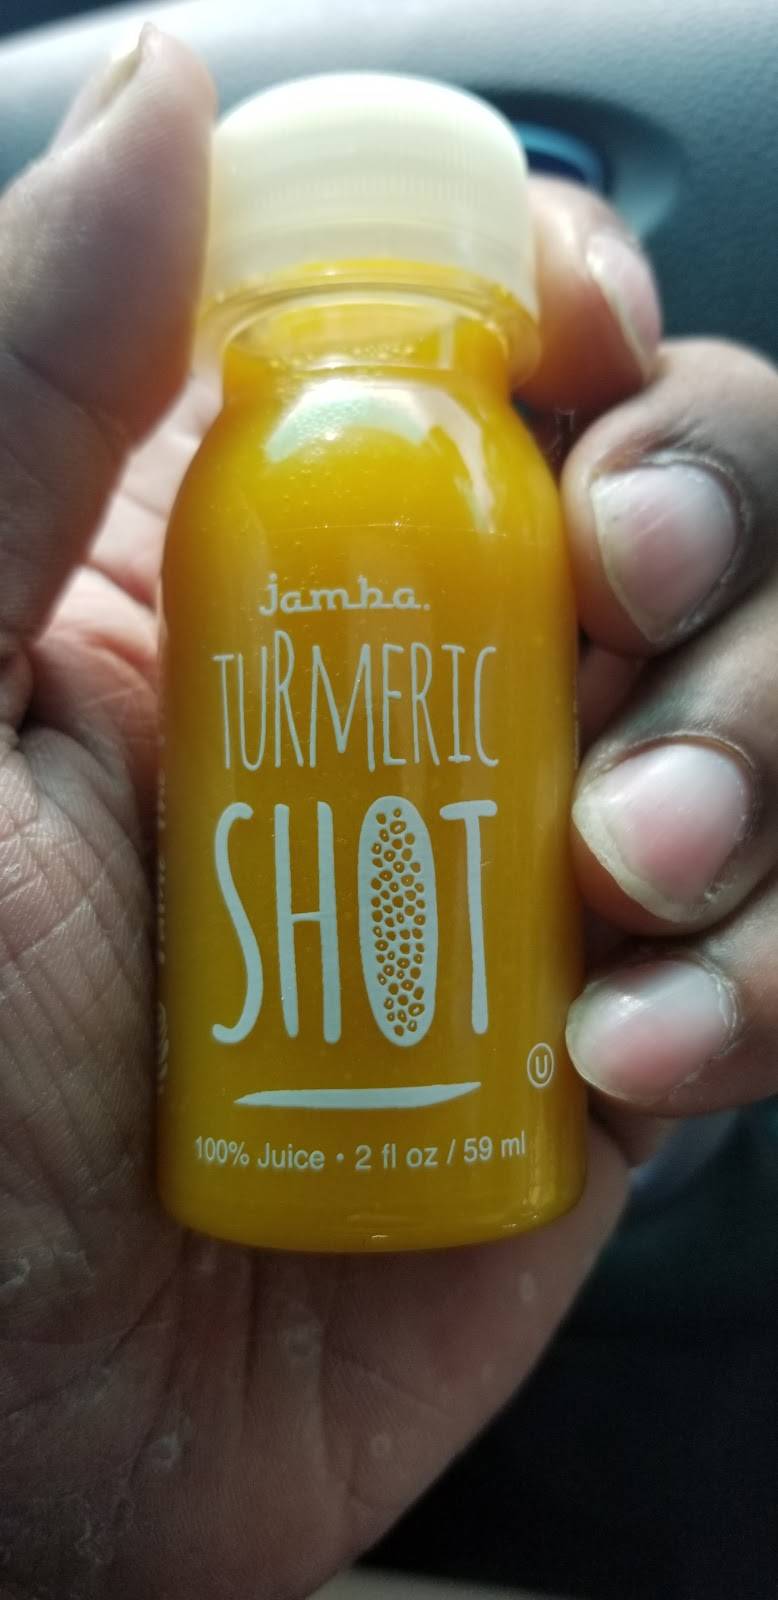 jamba.
TURMERIC
SHOT
U
100% Juice • 2 fl oz / 59 ml